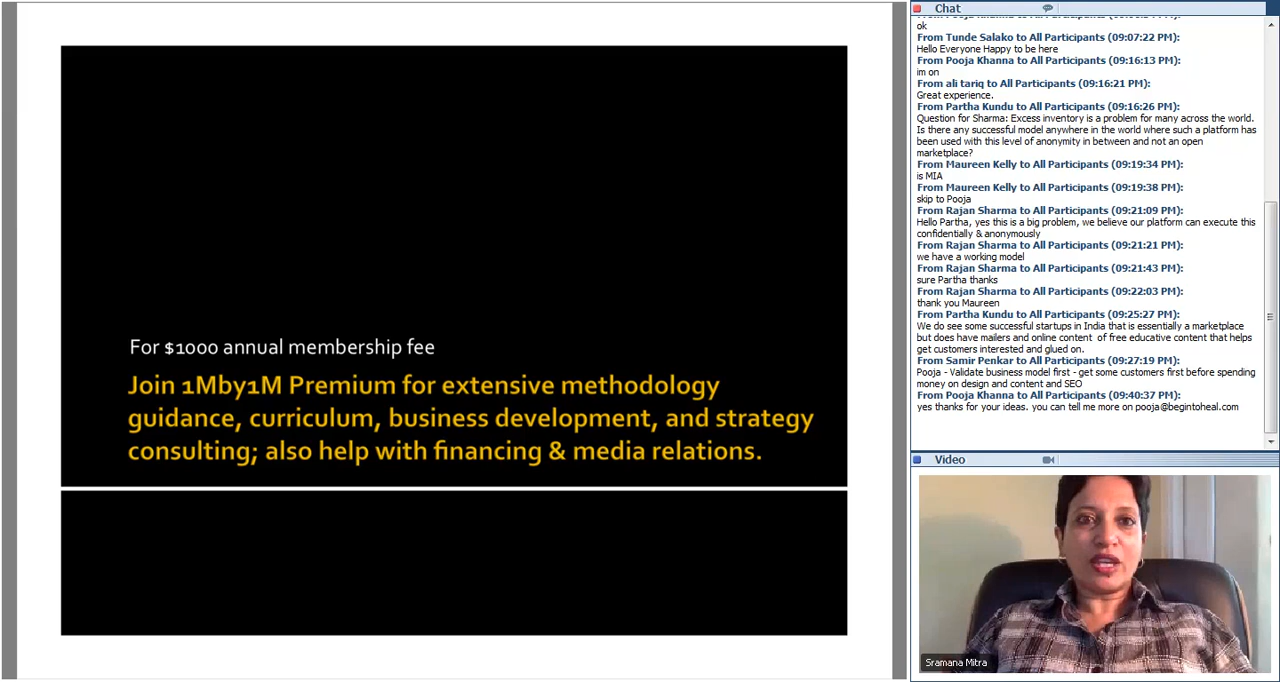 For $1000 annual membership fee
Join 1Mby1M Premium for extensive methodology
guidance, curriculum, business development, and strategy
consulting; also help with financing & media relations.
Chat
ok
From Tunde Salako to All Participants (09:07:22 PM):
Hello Everyone Happy to be here
From Pooja Khanna to All Participants (09:16:13 PM):
im on
From ali tariq to All Participants (09:16:21 PM):
Great experience.
From Partha Kundu to All Participants (09:16:26 PM):
Question for Sharma: Excess inventory is a problem for many across the world.
Is there any successful model anywhere in the world where such a platform has
been used with this level of anonymity in between and not an open
marketplace?
From Maureen Kelly to All Participants (09:19:34 PM):
is MIA
From Maureen Kelly to All Participants (09:19:38 PM):
skip to Pooja
From Rajan Sharma to All Participants (09:21:09 PM):
Hello Partha, yes this is a big problem, we believe our platform can execute this
confidentially & anonymously
From Rajan Sharma to All Participants (09:21:21 PM):
we have a working model
From Rajan Sharma to All Participants (09:21:43 PM):
sure Partha thanks
From Rajan Sharma to All Participants (09:22:03 PM):
thank you Maureen
From Partha Kundu to All Participants (09:25:27 PM):
We do see some successful startups in India that is essentially a marketplace
but does have mailers and online content of free educative content that helps
get customers interested and glued on.
From Samir Penkar to All Participants (09:27:19 PM):
Pooja - Validate business model first - get some customers first before spending
money on design and content and SEO
From Pooja Khanna to All Participants (09:40:37 PM):
yes thanks for your ideas. you can tell me more on pooja@begintoheal.com
Video
Sramana Mitra